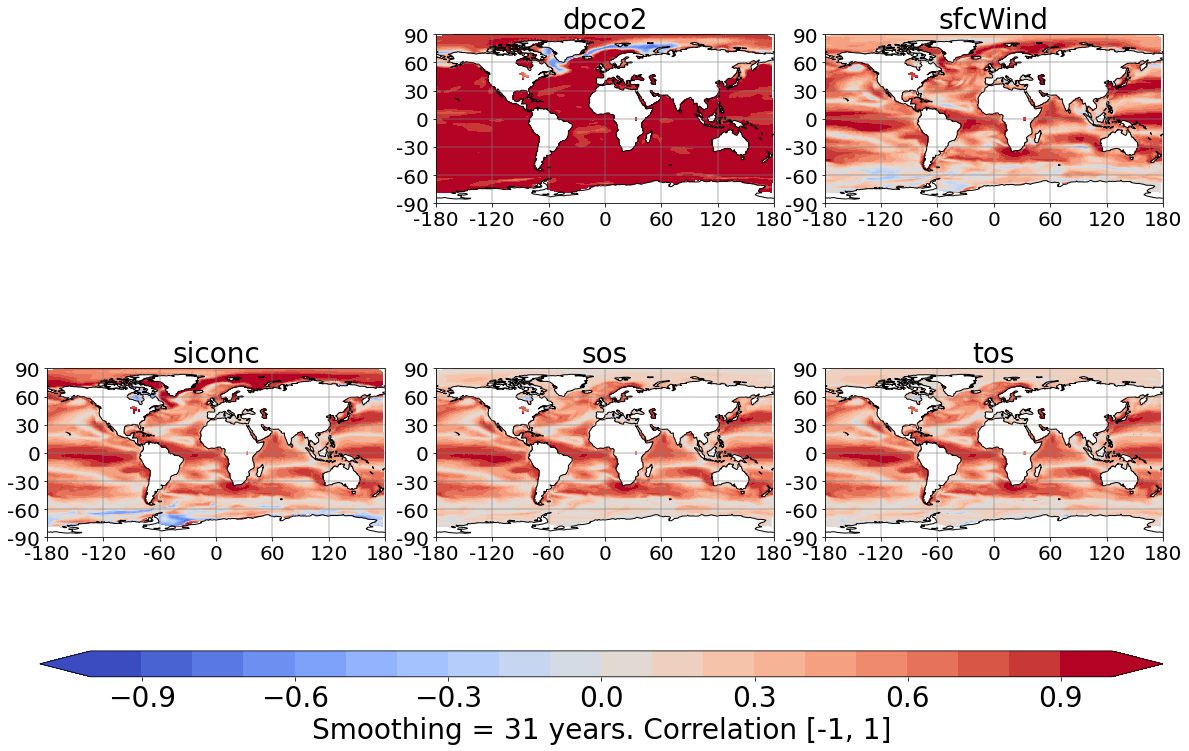 dpco2 sfcWind
90 90
60 60
30 30
0 0
-30 -30
-60 -60
-90 -90
-180 -120 -60 0 60 120 180 -180 -120 -60 0 60 120 180
siconc sos tos
90 90 90
60 60 60
30 30 30
0 0 0
-30 -30 -30
-60 -60 -60
-90 -90 -90
-180 -120 -60 0 60 120 180 -180 -120 -60 0 60 120 180 -180 -120 -60 0 60 120 180
−0.9 −0.6 −0.3 0.0 0.3 0.6 0.9
Smoothing = 31 years. Correlation [-1, 1]